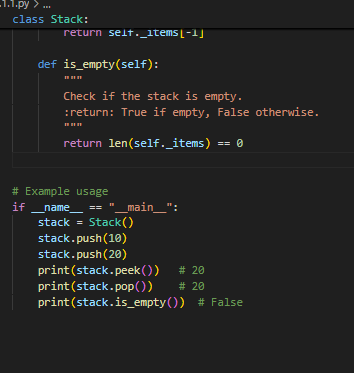 .1.1.py > ...
class Stack:
        return self._items[-1]
    def is_empty(self):
        """
        Check if the stack is empty.
        :return: True if empty, False otherwise.
        """
        return len(self._items) == 0
# Example usage
if __name__ == "__main__":
    stack = Stack()
    stack.push(10)
    stack.push(20)
    print(stack.peek())   # 20
    print(stack.pop())    # 20
    print(stack.is_empty())  # False